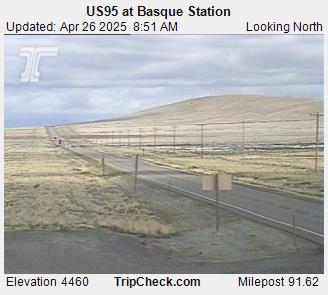 US95 at Basque Station
Updated: Apr 26 2025 8:51 AM Looking North
Elevation 4460 TripCheck.com Milepost 91.62